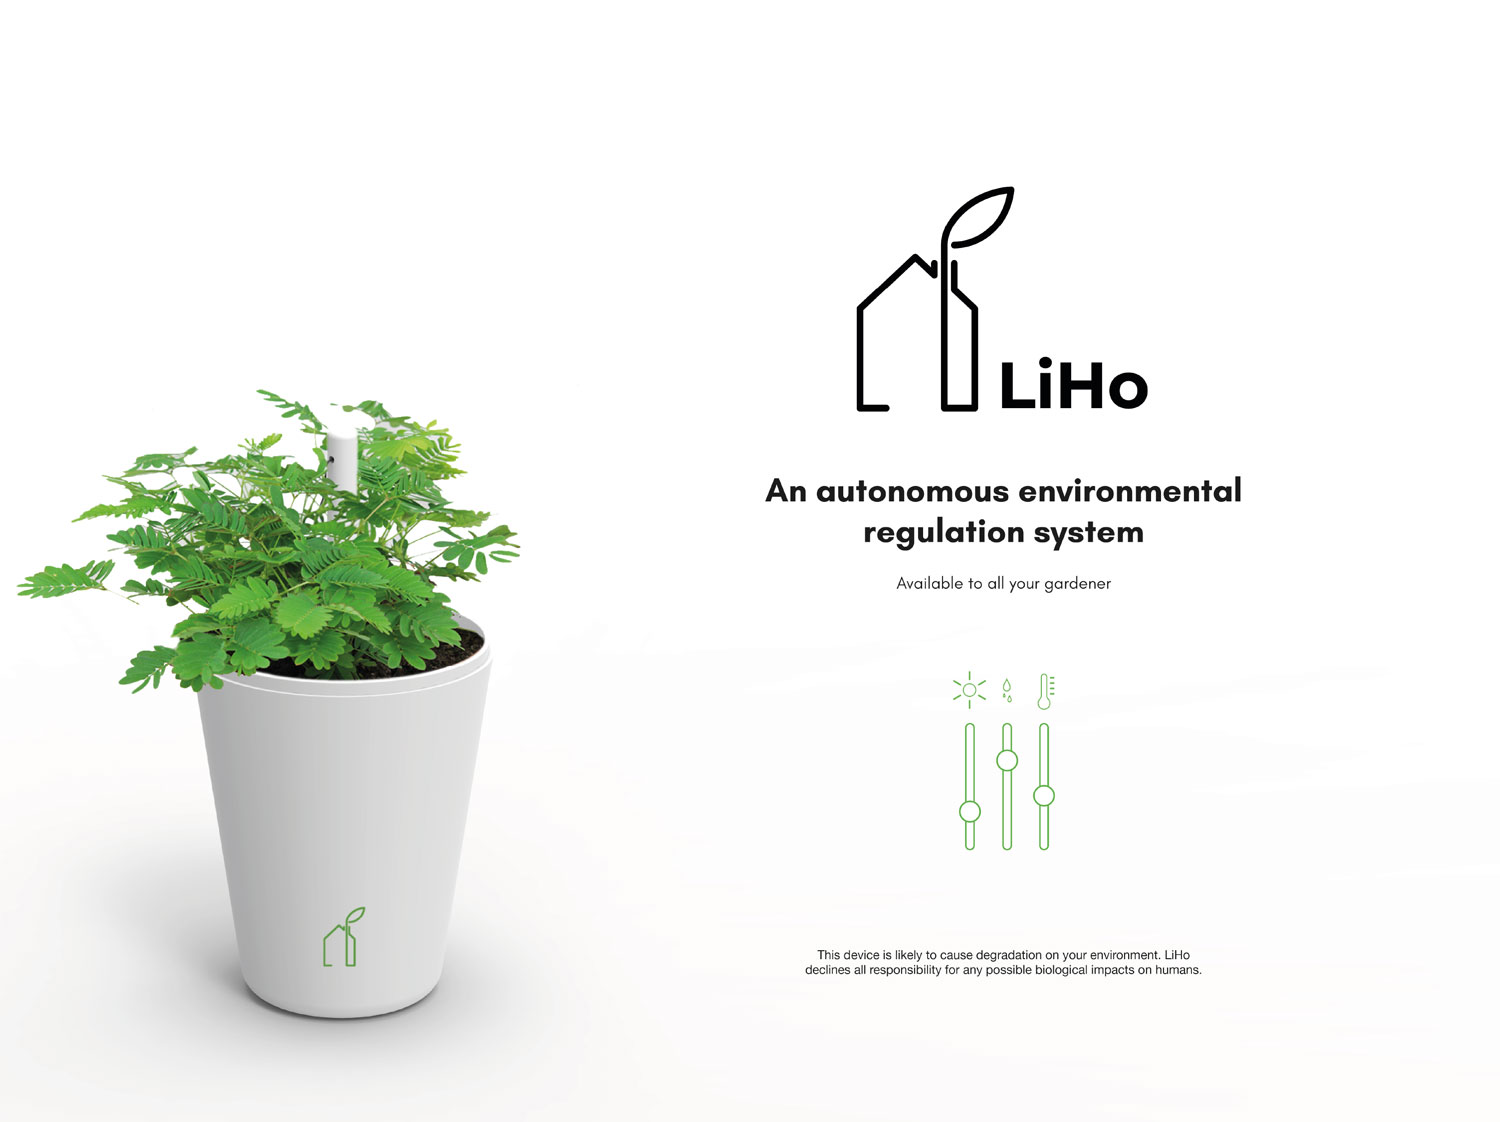 LiHo
An autonomous environmental
regulation system
Available to all your gardener
This device is likely to cause degradation on your environment. LiHo
declines all responsibility for any possible biological impacts on humans.